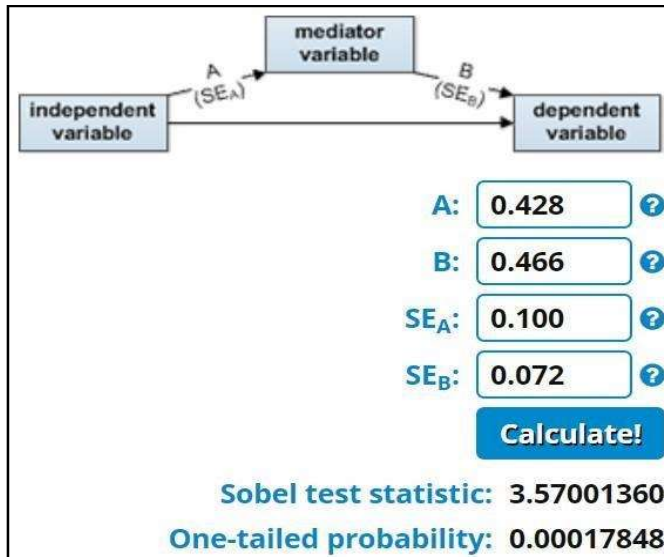 mediator
variable
A
(SEA)
B
(SEB)
independent
variable
dependent
variable
A: 0.428 ?
B: 0.466 ?
SEA: 0.100 ?
SEB: 0.072 ?
Calculate!
Sobel test statistic: 3.57001360
One-tailed probability: 0.00017848